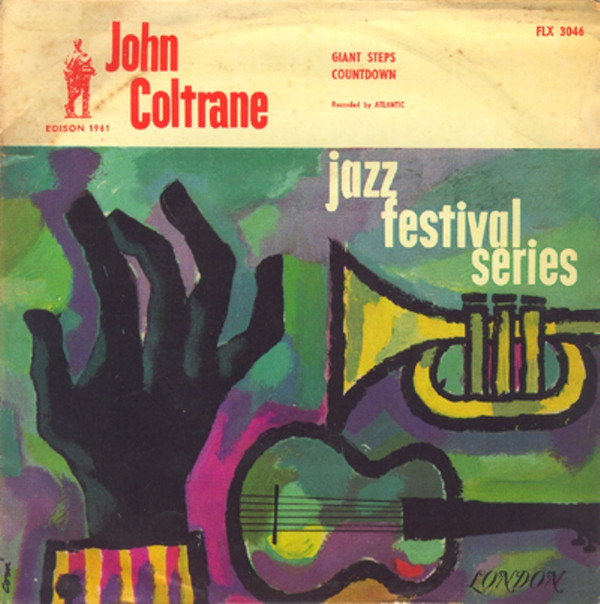 John
Coltrane
EDISON 1961
GIANT STEPS
COUNTDOWN
Recorded by ATLANTIC
FLX 3046
jazz
festival
series
LONDON